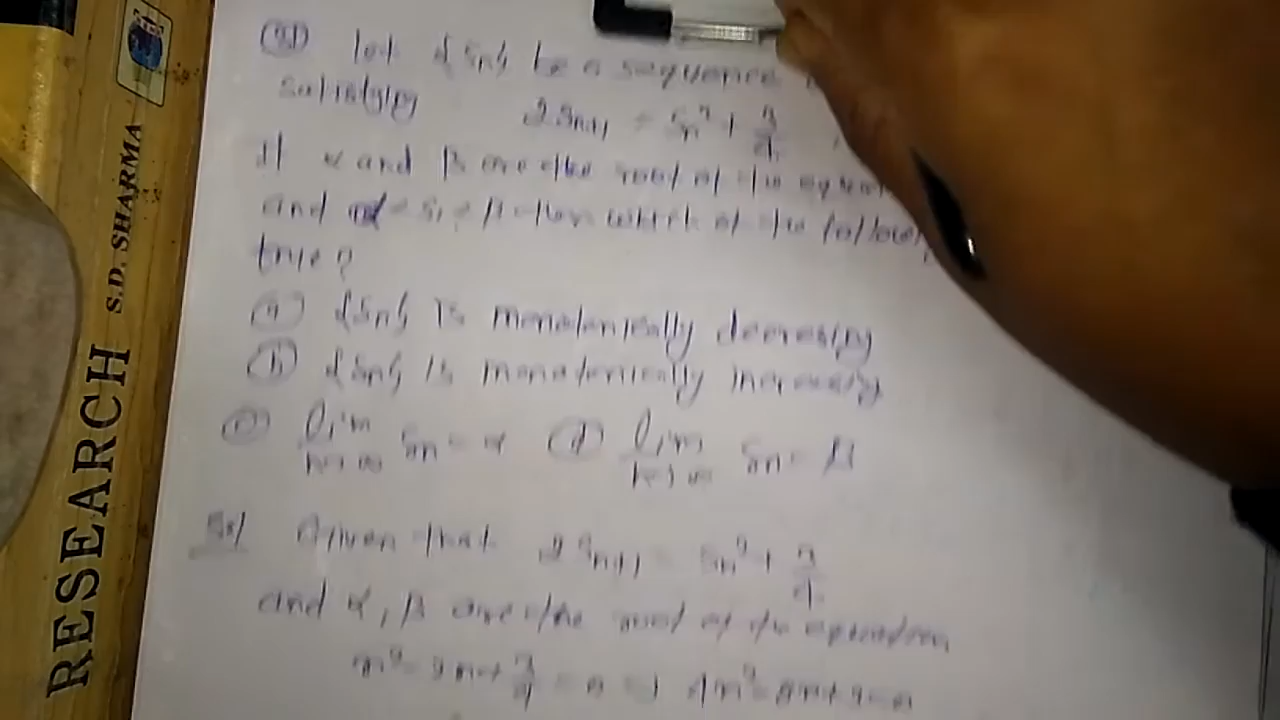 let {Sn} be a sequence
satisfying 2Sn+1 = Sn² + 3/4,
If α and β are the root of the
and α < S1 < β then which of the follow
true?
(a) {Sn} is monotonically decreasing
(b) {Sn} is monotonically increasing
(c) lim n→∞ Sn = α (d) lim n→∞ Sn = β
Sol Given that 2Sn+1 = Sn² + 3/4
and α, β are the root of the equation
RESEARCH S.D. SHARMA